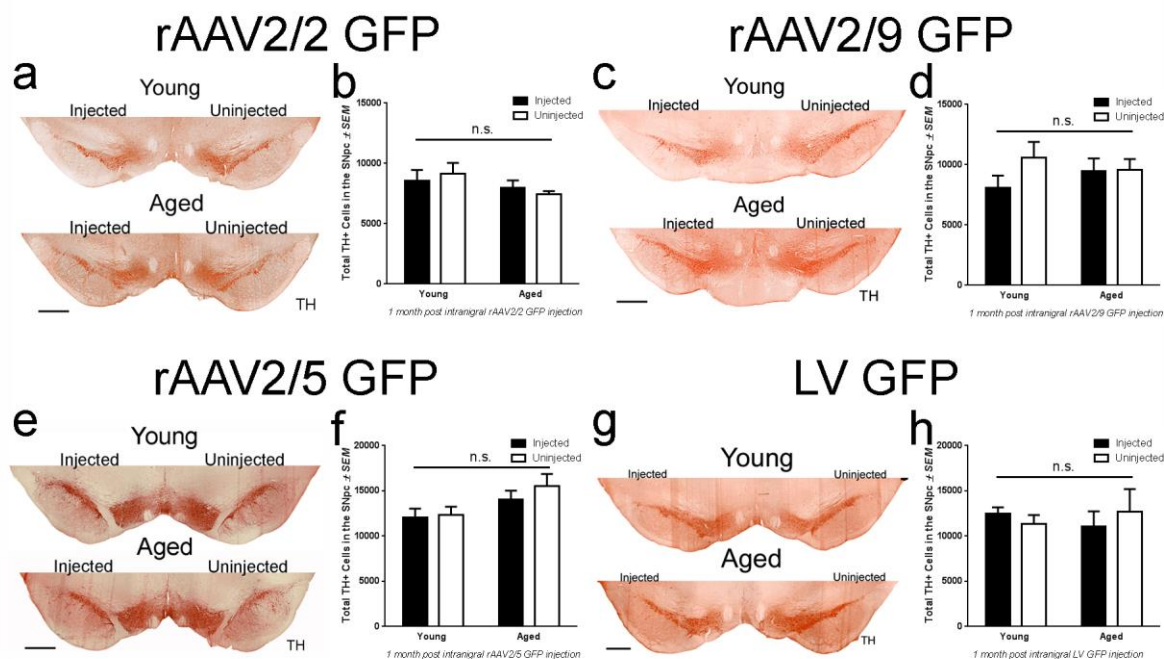 rAAV2/2 GFP
a
Young
Injected Uninjected
Aged
Injected Uninjected
TH
b
Injected
Uninjected
n.s.
Total TH+ Cells in the SNpc ± SEM
15000
10000
5000
0
Young Aged
1 month post intranigral rAAV2/2 GFP injection
rAAV2/9 GFP
c
Young
Injected Uninjected
Aged
Injected Uninjected
TH
d
Injected
Uninjected
n.s.
Total TH+ Cells in the SNpc ± SEM
15000
10000
5000
0
Young Aged
1 month post intranigral rAAV2/9 GFP injection
rAAV2/5 GFP
e
Young
Injected Uninjected
Aged
Injected Uninjected
TH
f
Injected
Uninjected
n.s.
Total TH+ Cells in the SNpc ± SEM
20000
15000
10000
5000
0
Young Aged
1 month post intranigral rAAV2/5 GFP injection
LV GFP
g
Young
Injected Uninjected
Aged
Injected Uninjected
TH
h
Injected
Uninjected
n.s.
Total TH+ Cells in the SNpc ± SEM
20000
15000
10000
5000
0
Young Aged
1 month post intranigral LV GFP injection